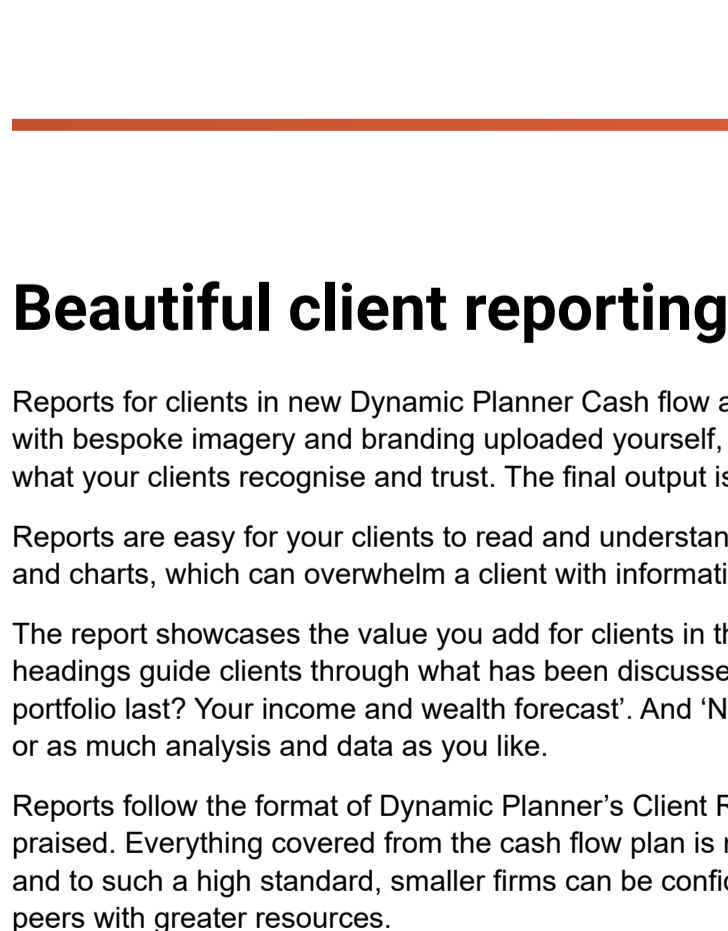 Beautiful client reporting
Reports for clients in new Dynamic Planner Cash flow
with bespoke imagery and branding uploaded yourself,
what your clients recognise and trust. The final output is
Reports are easy for your clients to read and
and charts, which can overwhelm a client with
The report showcases the value you add for clients in
headings guide clients through what has been
portfolio last? Your income and wealth forecast’. And
or as much analysis and data as you like.
Reports follow the format of Dynamic Planner’s Client
praised. Everything covered from the cash flow plan is
and to such a high standard, smaller firms can be
peers with greater resources.